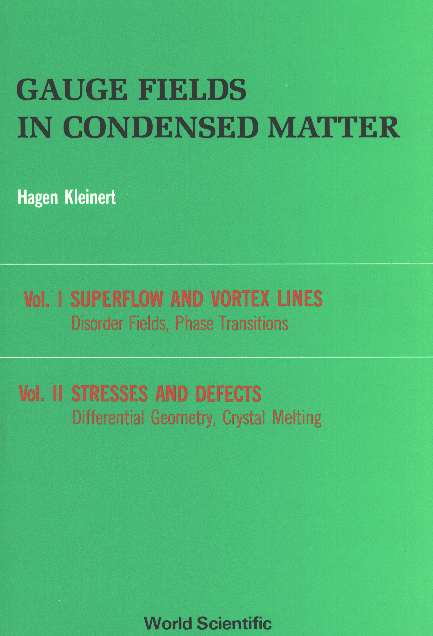 GAUGE FIELDS
IN CONDENSED MATTER
Hagen Kleinert
Vol. I SUPERFLOW AND VORTEX LINES
Disorder Fields, Phase Transitions
Vol. II STRESSES AND DEFECTS
Differential Geometry, Crystal Melting
World Scientific